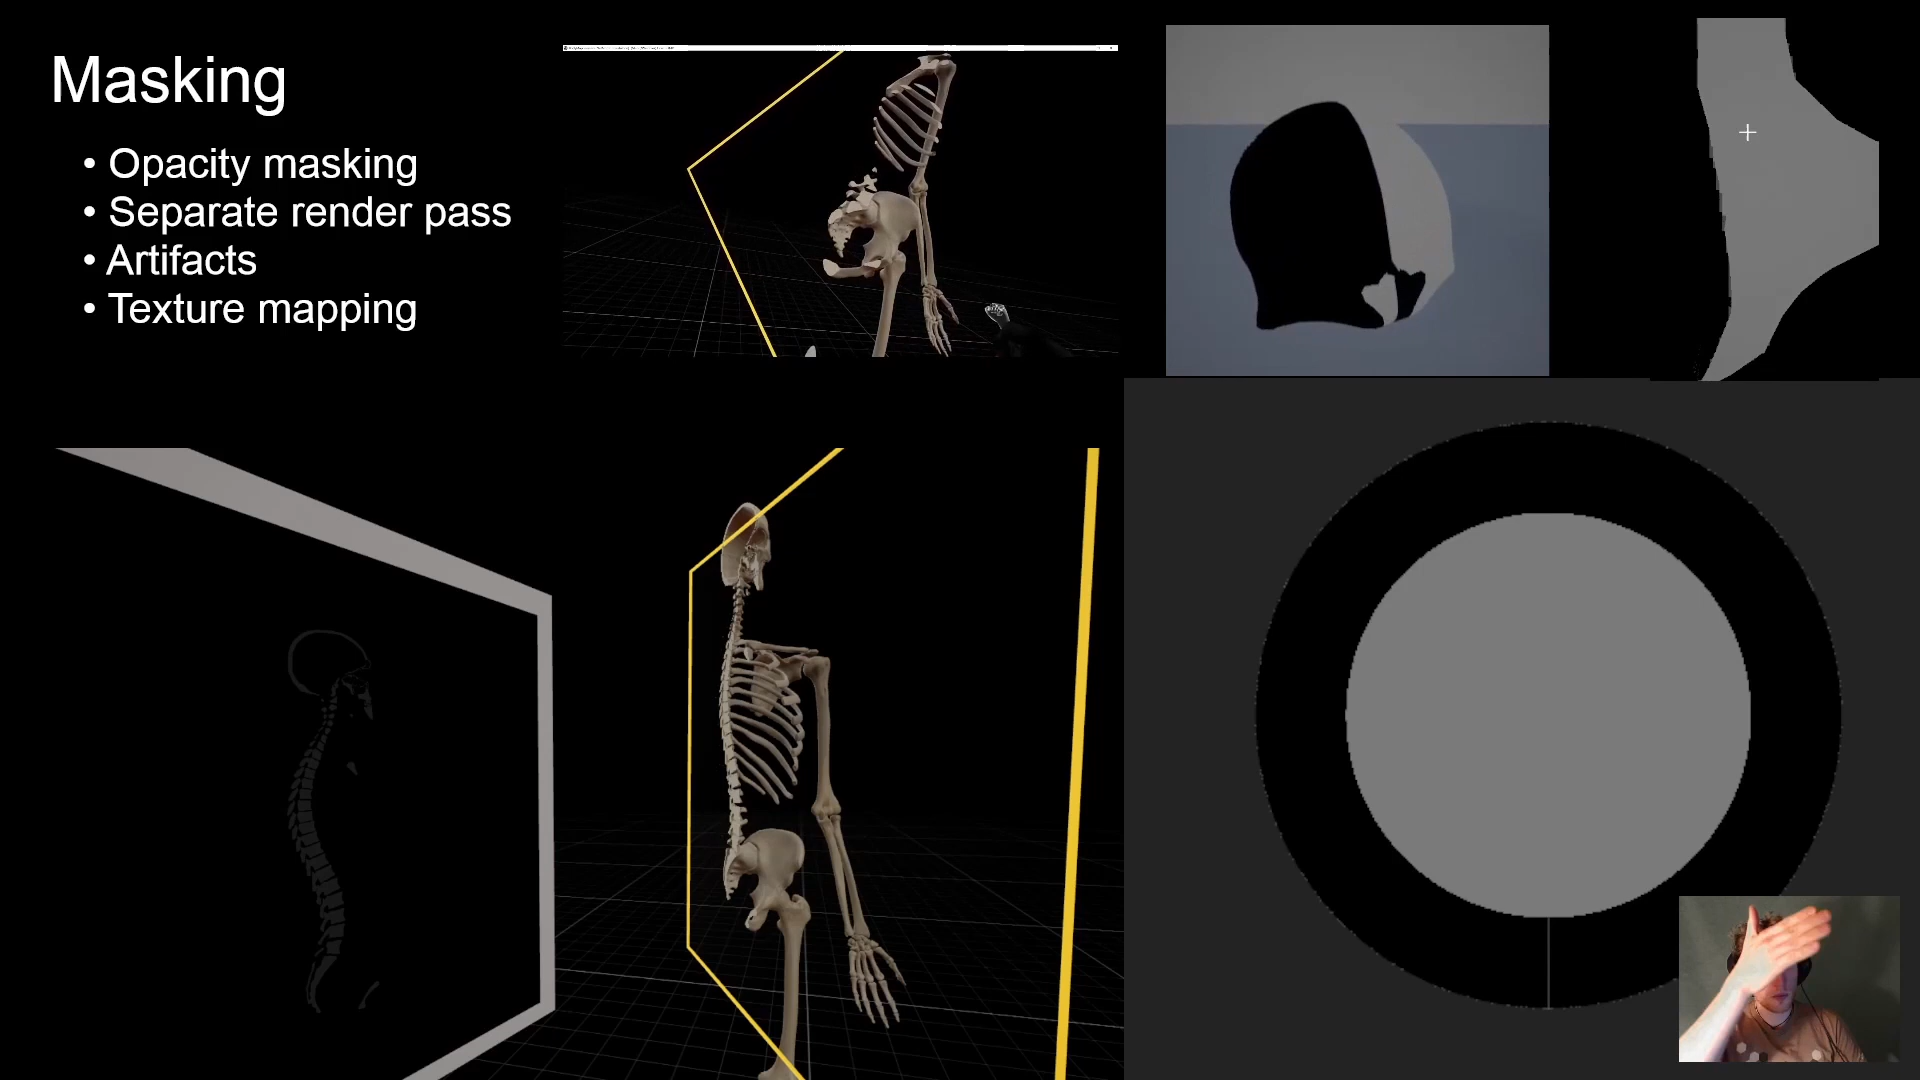 Masking
• Opacity masking
• Separate render pass
• Artifacts
• Texture mapping